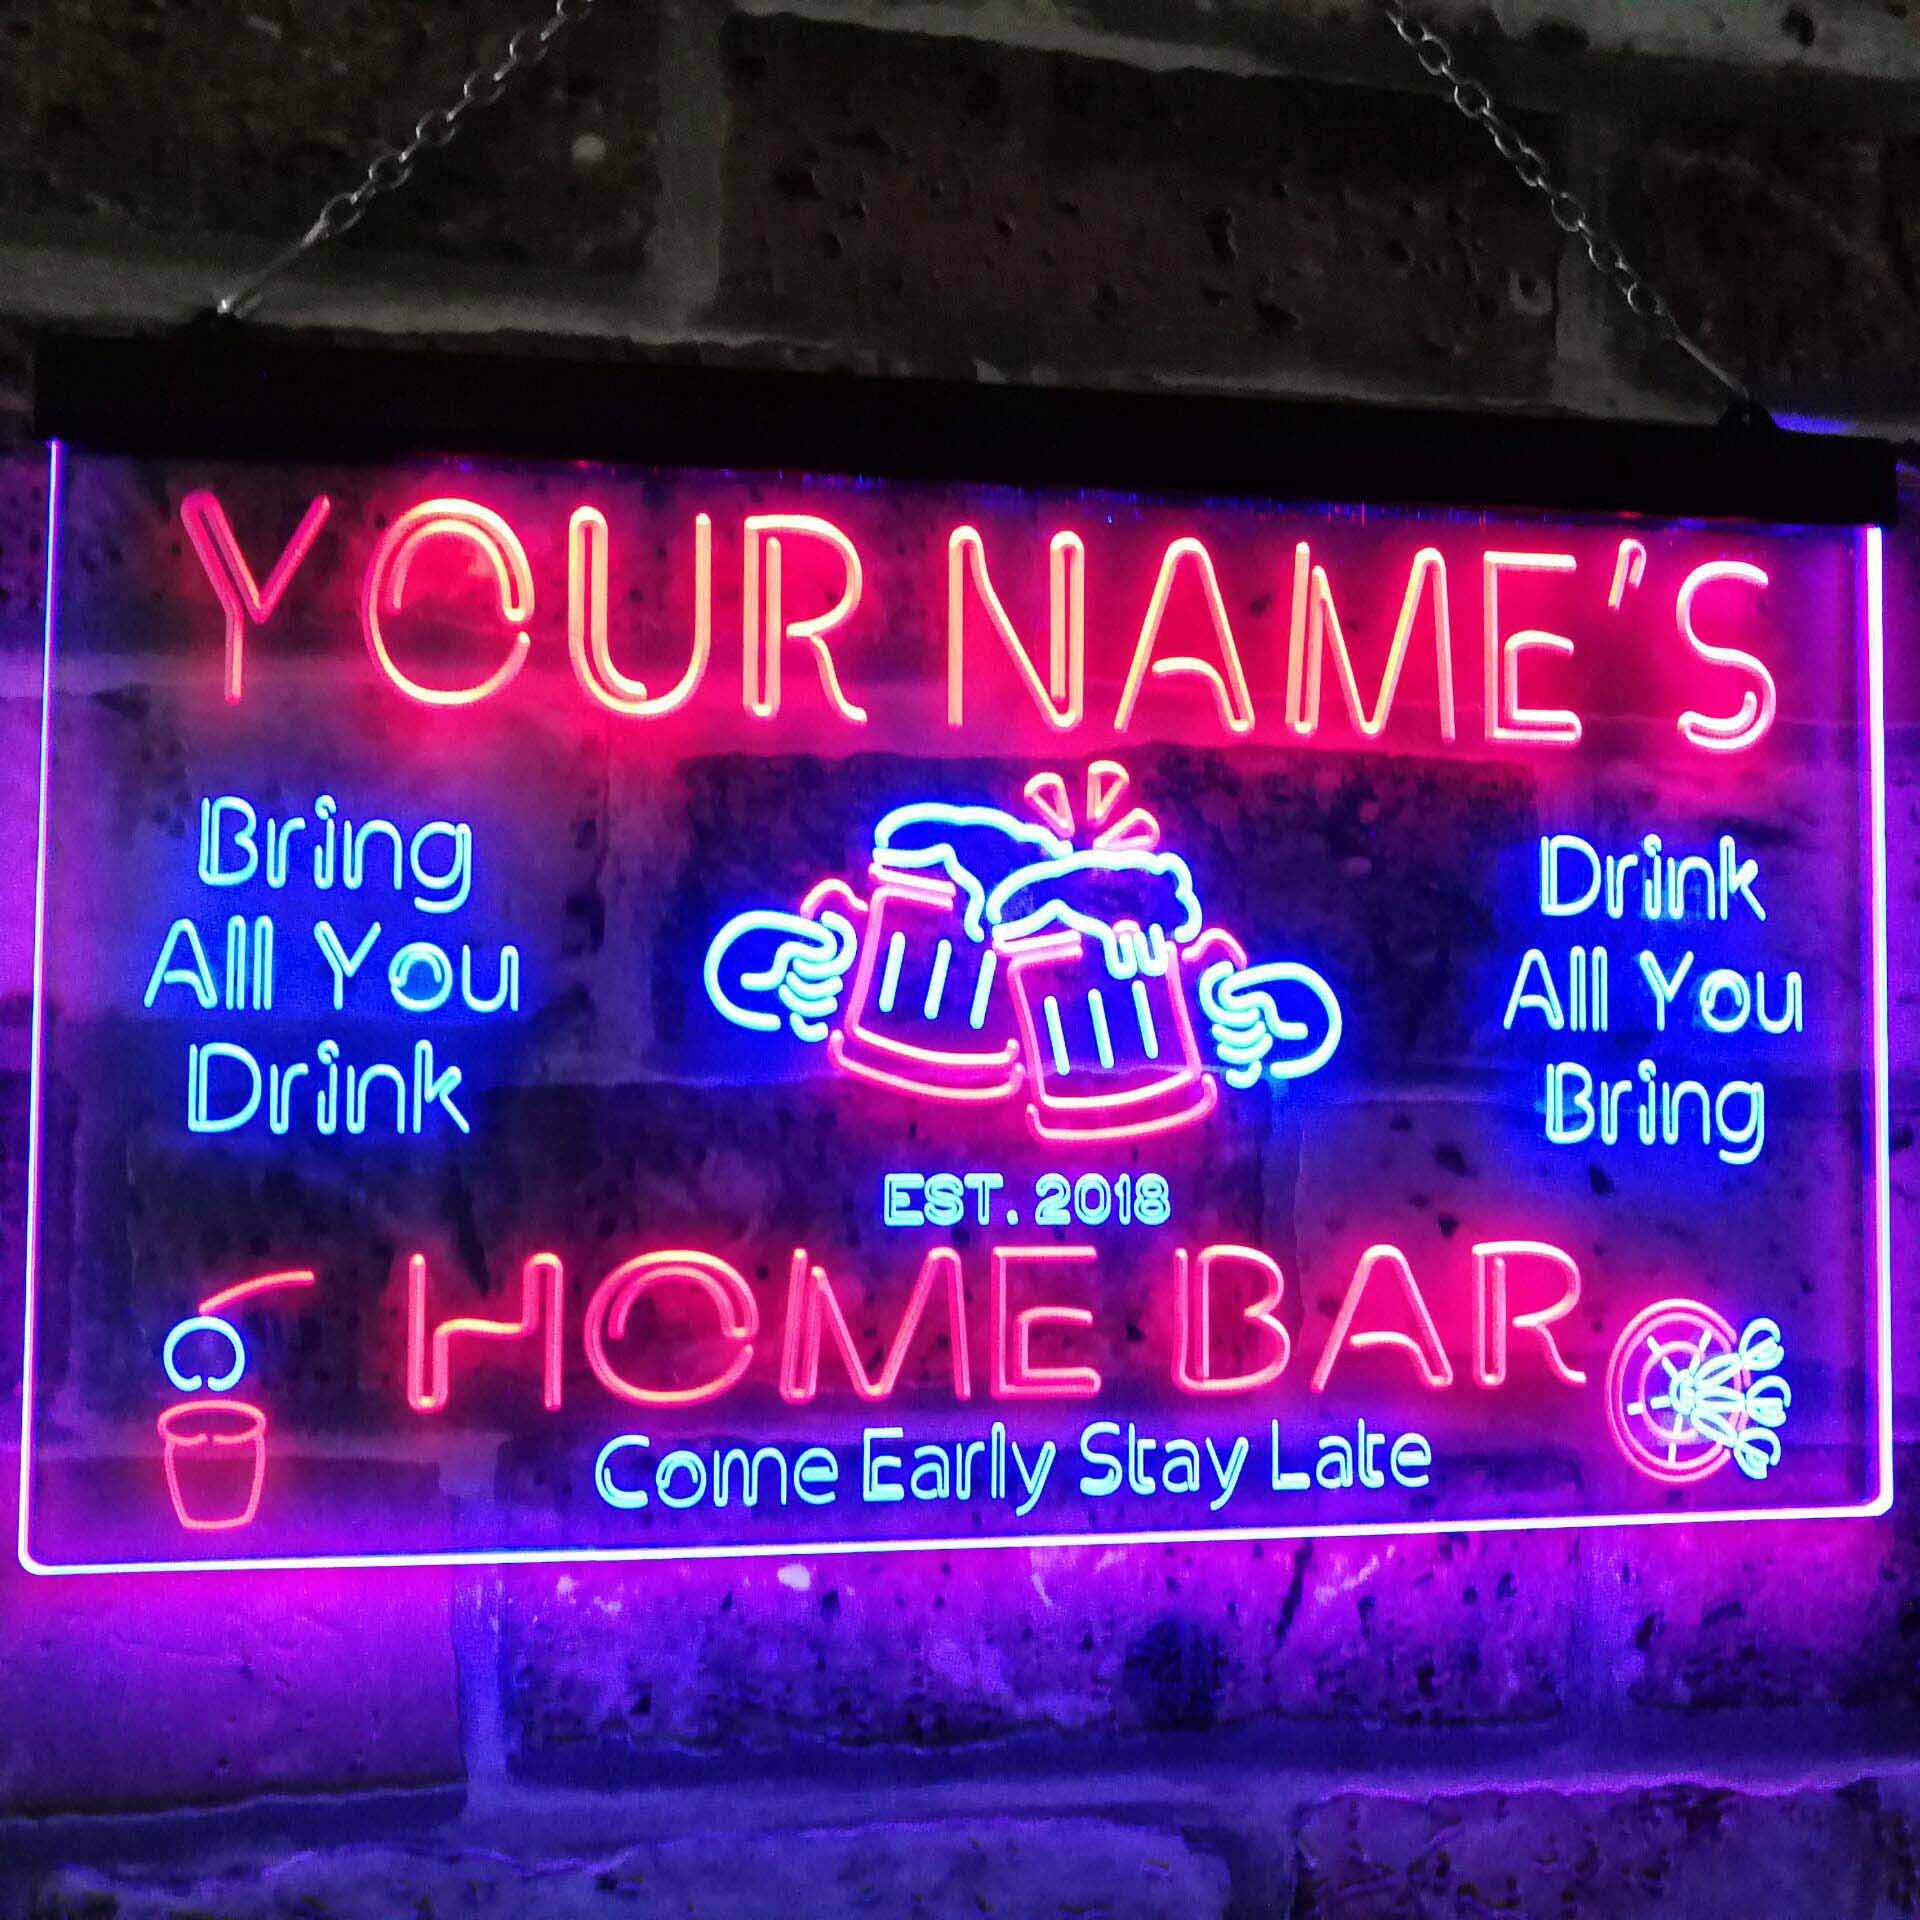 YOUR NAME'S
Bring
All You
Drink
Drink
All You
Bring
EST. 2018
HOME BAR
Come Early Stay Late